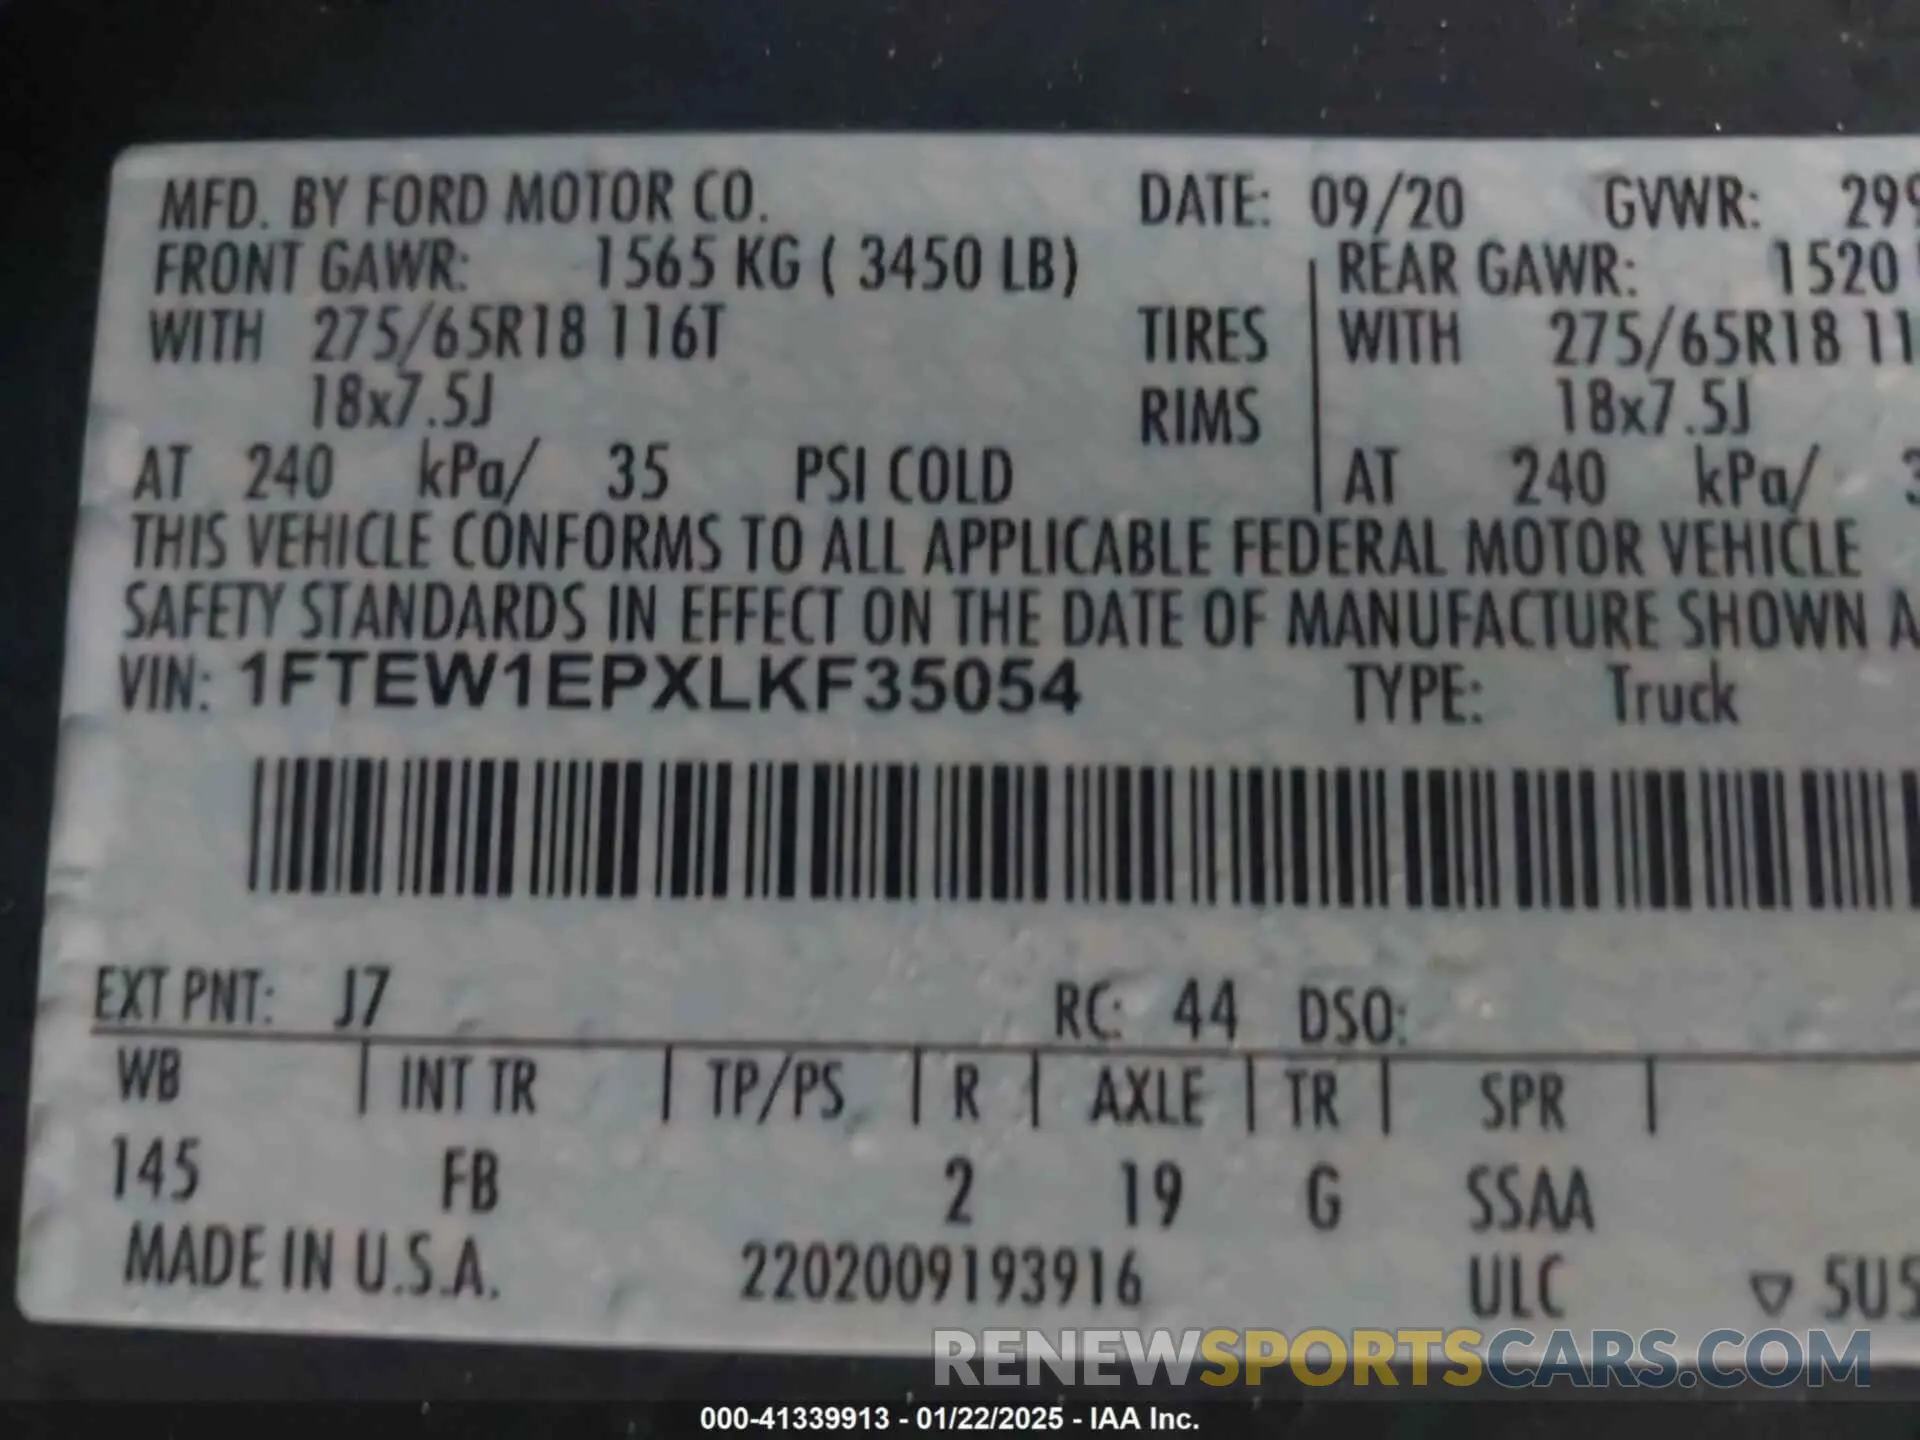 MFD. BY FORD MOTOR CO. DATE: 09/20 GVWR: 299
FRONT GAWR: 1565 KG ( 3450 LB) REAR GAWR: 1520
WITH 275/65R18 116T TIRES WITH 275/65R18 11
18x7.5J RIMS 18x7.5J
AT 240 kPa/ 35 PSI COLD AT 240 kPa/ 3
THIS VEHICLE CONFORMS TO ALL APPLICABLE FEDERAL MOTOR VEHICLE
SAFETY STANDARDS IN EFFECT ON THE DATE OF MANUFACTURE SHOWN A
VIN: 1FTEW1EPXLKF35054 TYPE: Truck
EXT PNT: J7 RC: 44 DSO:
WB INT TR TP/PS R AXLE TR SPR
145 FB 2 19 G SSAA
MADE IN U.S.A. 2202009193916 ULC ▽ 5U5
RENEWSPORTSCARS.COM
000-41339913 - 01/22/2025 - IAA Inc.